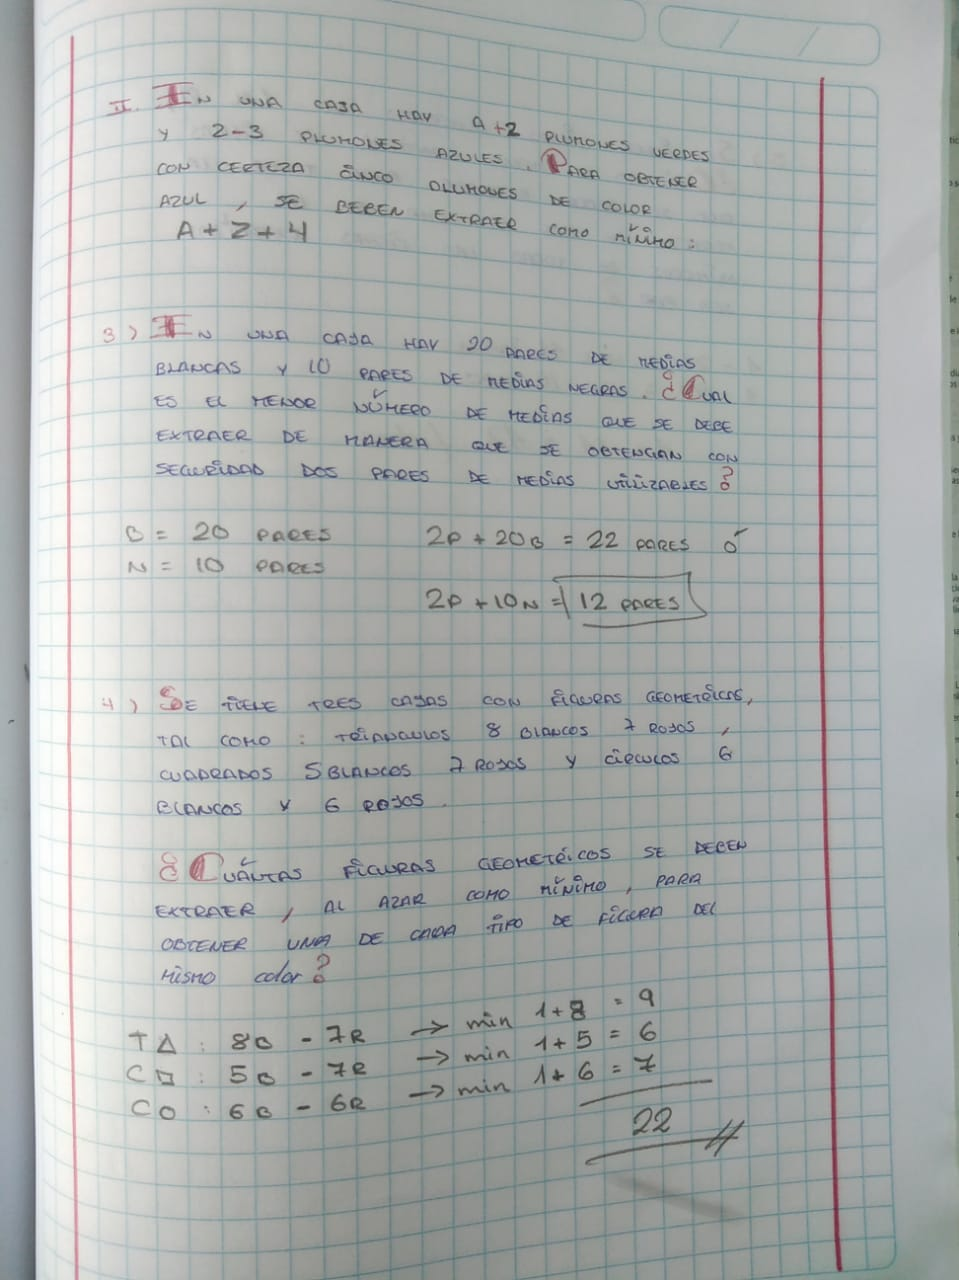 II. En una caja hay a+2 plumones verdes
y 2-3 plumones azules. Para obtener
con certeza cinco plumones de color
azul, se deben extraer como mínimo:
A+2+4
3) En una caja hay 20 pares de medias
blancas y 10 pares de medias negras. ¿Cual
es el menor número de medias que se debe
extraer de manera que se obtengan con
seguridad dos pares de medias utilizables?
B = 20 pares 2P + 20B = 22 pares ó
N = 10 pares
2P + 10N = 12 pares
4) Se tiene tres cajas con figuras geometricas,
tal como: triangulos 8 blancos 7 rojos,
cuadrados 5 blancos 7 rojos y circulos 6
blancos y 6 rojos.
¿Cuántas figuras geometricos se deben
extraer, al azar como mínimo, para
obtener una de cada tipo de figura del
mismo color?
T△: 8B - 7R → min 1+8 = 9
C□: 5B - 7R → min 1+5 = 6
CO: 6B - 6R → min 1+6 = 7
22